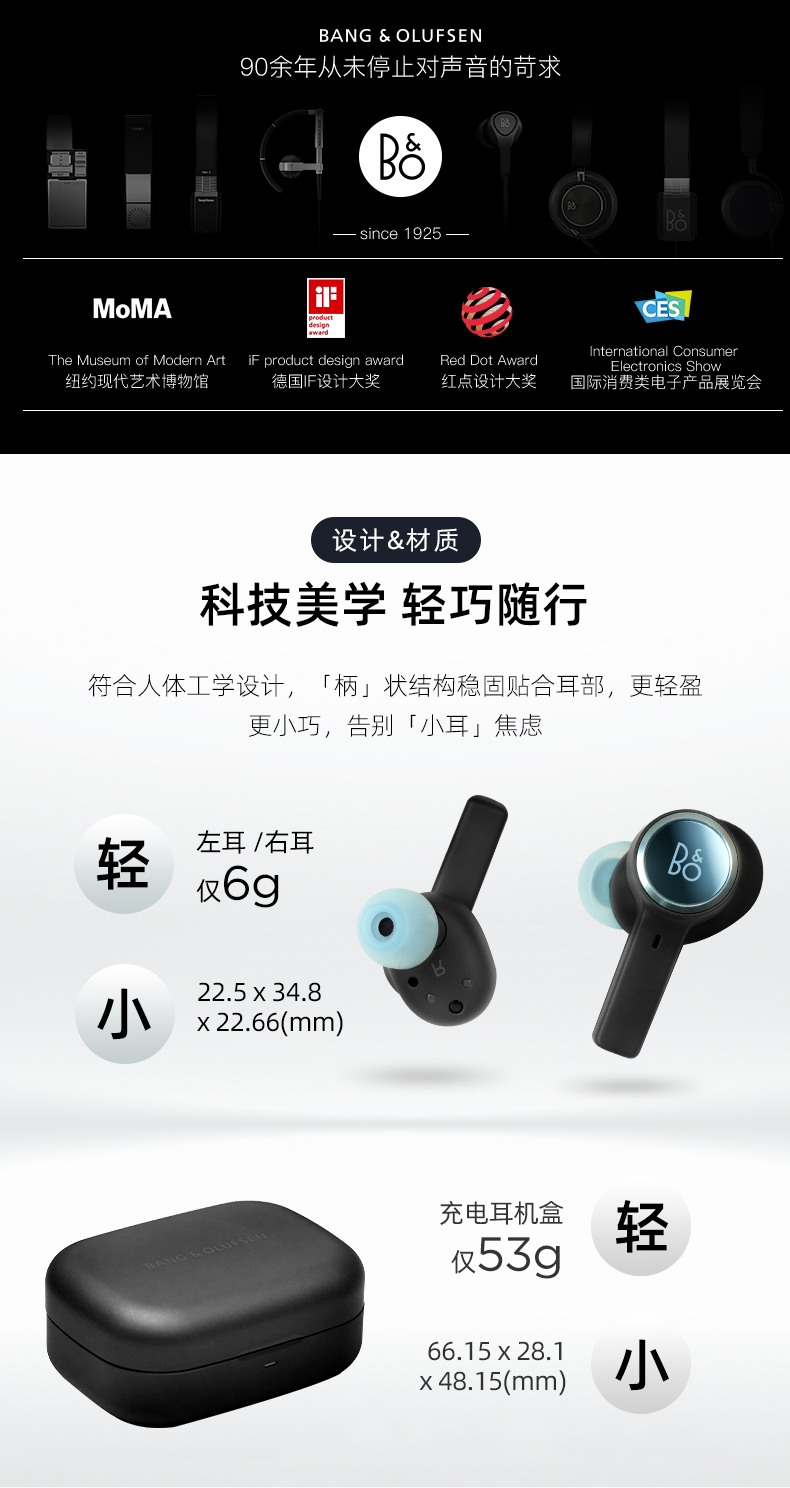 BANG & OLUFSEN
90余年从未停止对声音的苛求
B&O
since 1925
MoMA
The Museum of Modern Art
纽约现代艺术博物馆
iF
product
design
award
iF product design award
德国IF设计大奖
Red Dot Award
红点设计大奖
CES
International Consumer
Electronics Show
国际消费类电子产品展览会
设计&材质
科技美学 轻巧随行
符合人体工学设计，「柄」状结构稳固贴合耳部，更轻盈
更小巧，告别「小耳」焦虑
轻
左耳 /右耳
仅6g
小
22.5 x 34.8
x 22.66(mm)
R
B&O
BANG & OLUFSEN
充电耳机盒
仅53g
轻
66.15 x 28.1
x 48.15(mm)
小